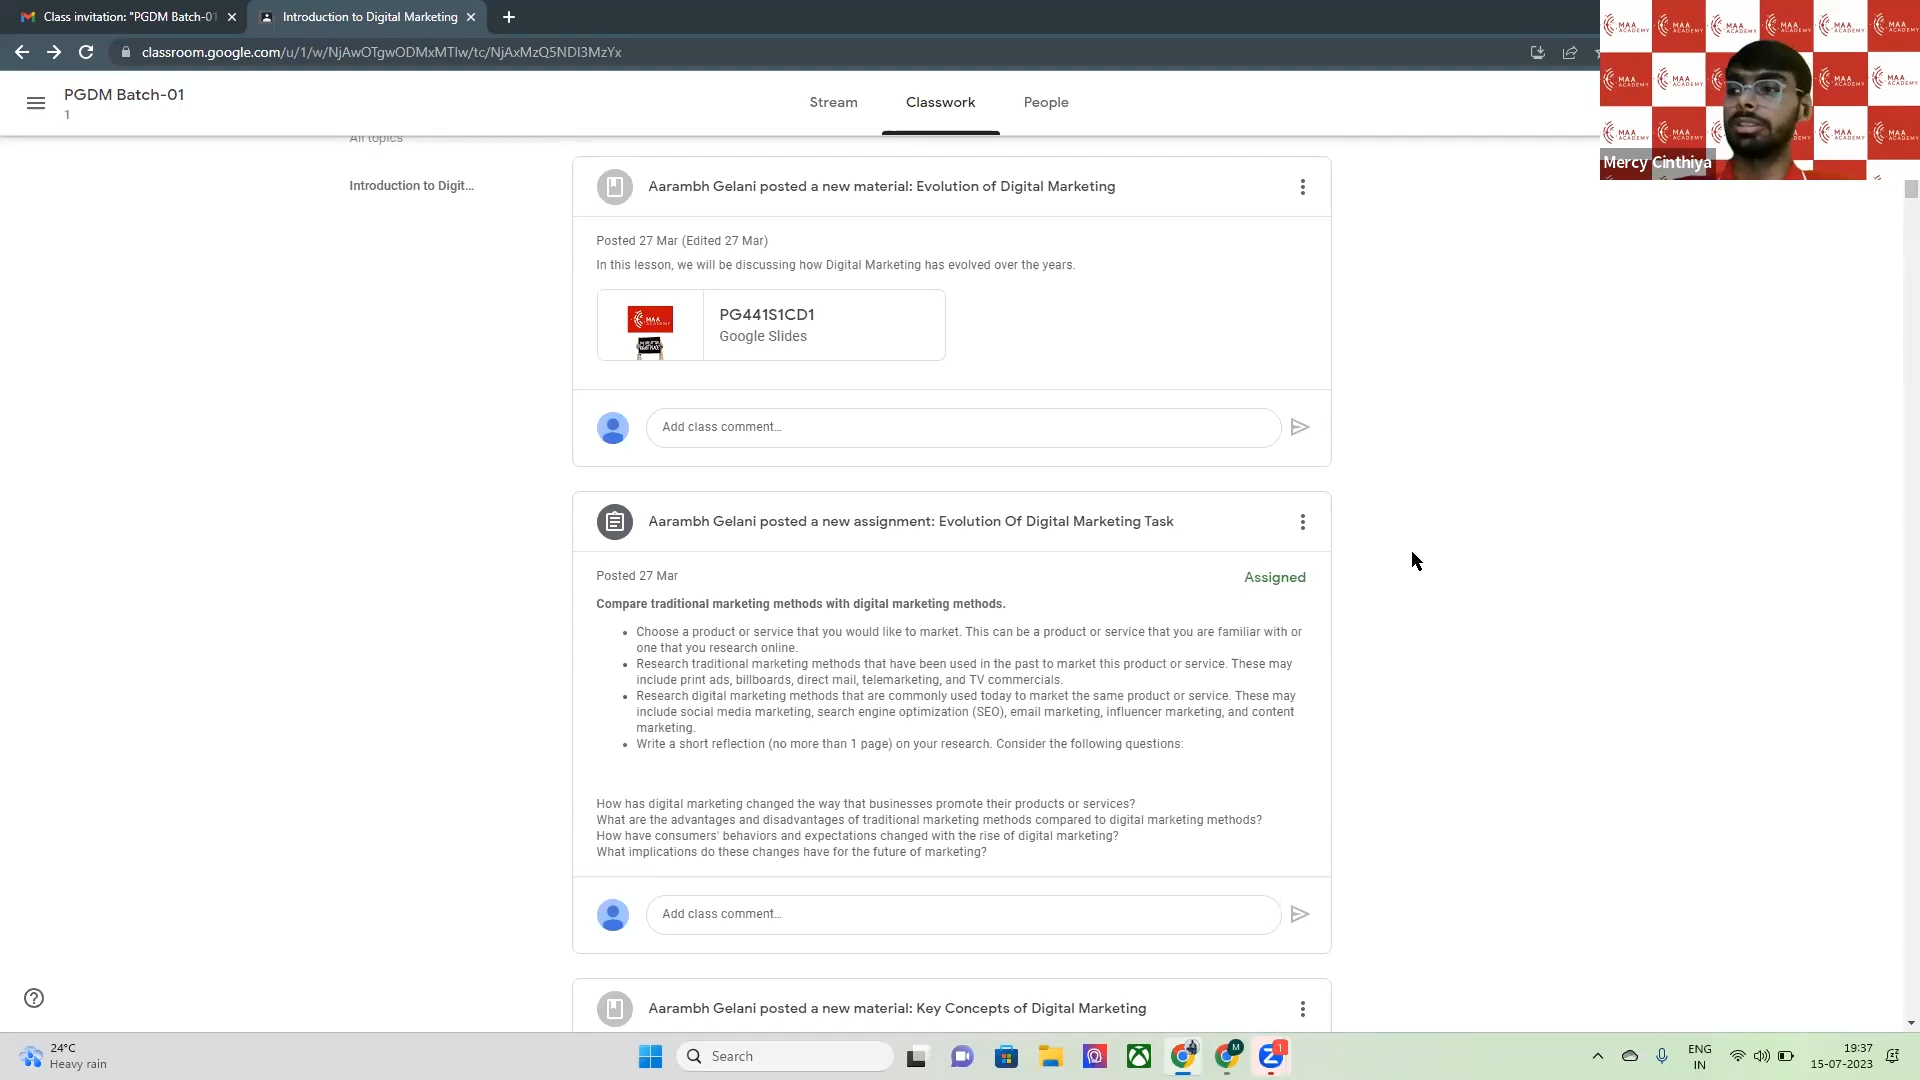 Class invitation: "PGDM Batch-01
Introduction to Digital Marketing
classroom.google.com/u/1/w/NjAwOTgwODMxMTIw/tc/NjAxMzQ5NDI3MzYx
PGDM Batch-01
1
Stream
Classwork
People
MAA ACADEMY
Mercy Cinthiya
All topics
Introduction to Digit...
Aarambh Gelani posted a new material: Evolution of Digital Marketing
Posted 27 Mar (Edited 27 Mar)
In this lesson, we will be discussing how Digital Marketing has evolved over the years.
MAA
PG441S1CD1
Google Slides
Add class comment...
Aarambh Gelani posted a new assignment: Evolution Of Digital Marketing Task
Posted 27 Mar
Assigned
Compare traditional marketing methods with digital marketing methods.
• Choose a product or service that you would like to market. This can be a product or service that you are familiar with or
one that you research online.
• Research traditional marketing methods that have been used in the past to market this product or service. These may
include print ads, billboards, direct mail, telemarketing, and TV commercials.
• Research digital marketing methods that are commonly used today to market the same product or service. These may
include social media marketing, search engine optimization (SEO), email marketing, influencer marketing, and content
marketing.
• Write a short reflection (no more than 1 page) on your research. Consider the following questions:
How has digital marketing changed the way that businesses promote their products or services?
What are the advantages and disadvantages of traditional marketing methods compared to digital marketing methods?
How have consumers' behaviors and expectations changed with the rise of digital marketing?
What implications do these changes have for the future of marketing?
Add class comment...
Aarambh Gelani posted a new material: Key Concepts of Digital Marketing
24°C
Heavy rain
Search
M
1
ENG
IN
19:37
15-07-2023